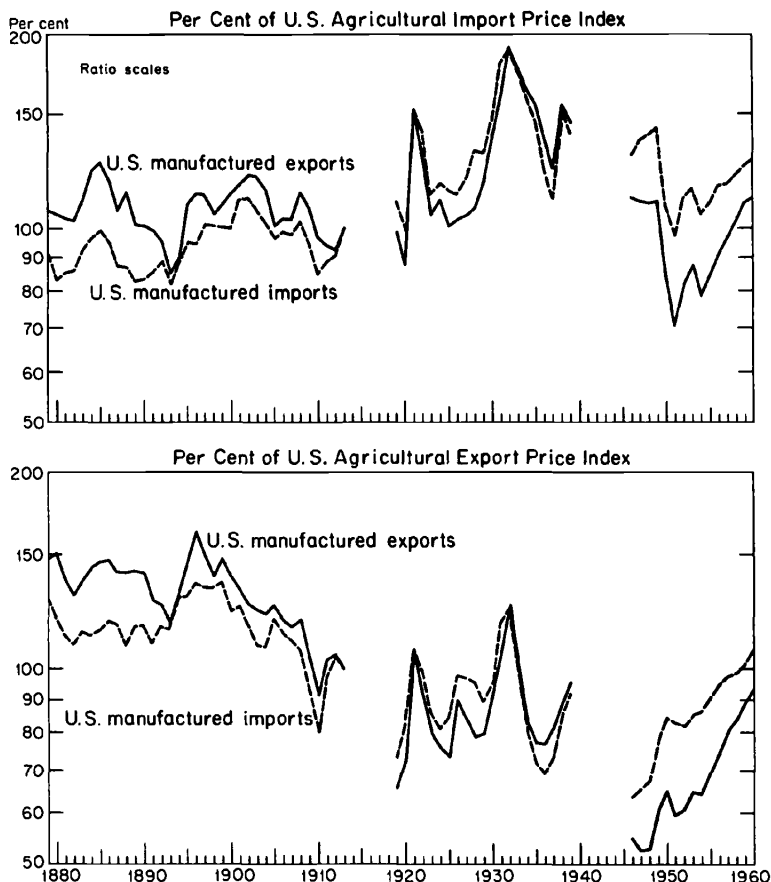 Per Cent of U.S. Agricultural Import Price Index
Per cent
200
Ratio scales
150
U.S. manufactured exports
100
90
U.S. manufactured imports
80
70
60
50
Per Cent of U.S. Agricultural Export Price Index
200
U.S. manufactured exports
150
100
90
U.S. manufactured imports
80
70
60
50
1880 1890 1900 1910 1920 1930 1940 1950 1960